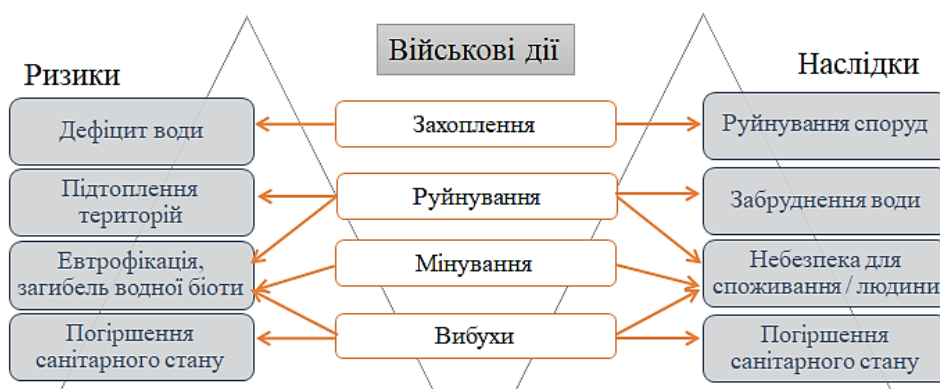 Військові дії
Ризики
Наслідки
Дефіцит води
Захоплення
Руйнування споруд
Підтоплення
територій
Руйнування
Забруднення води
Евтрофікація,
загибель водної біоти
Мінування
Небезпека для
споживання / людини
Погіршення
санітарного стану
Вибухи
Погіршення
санітарного стану